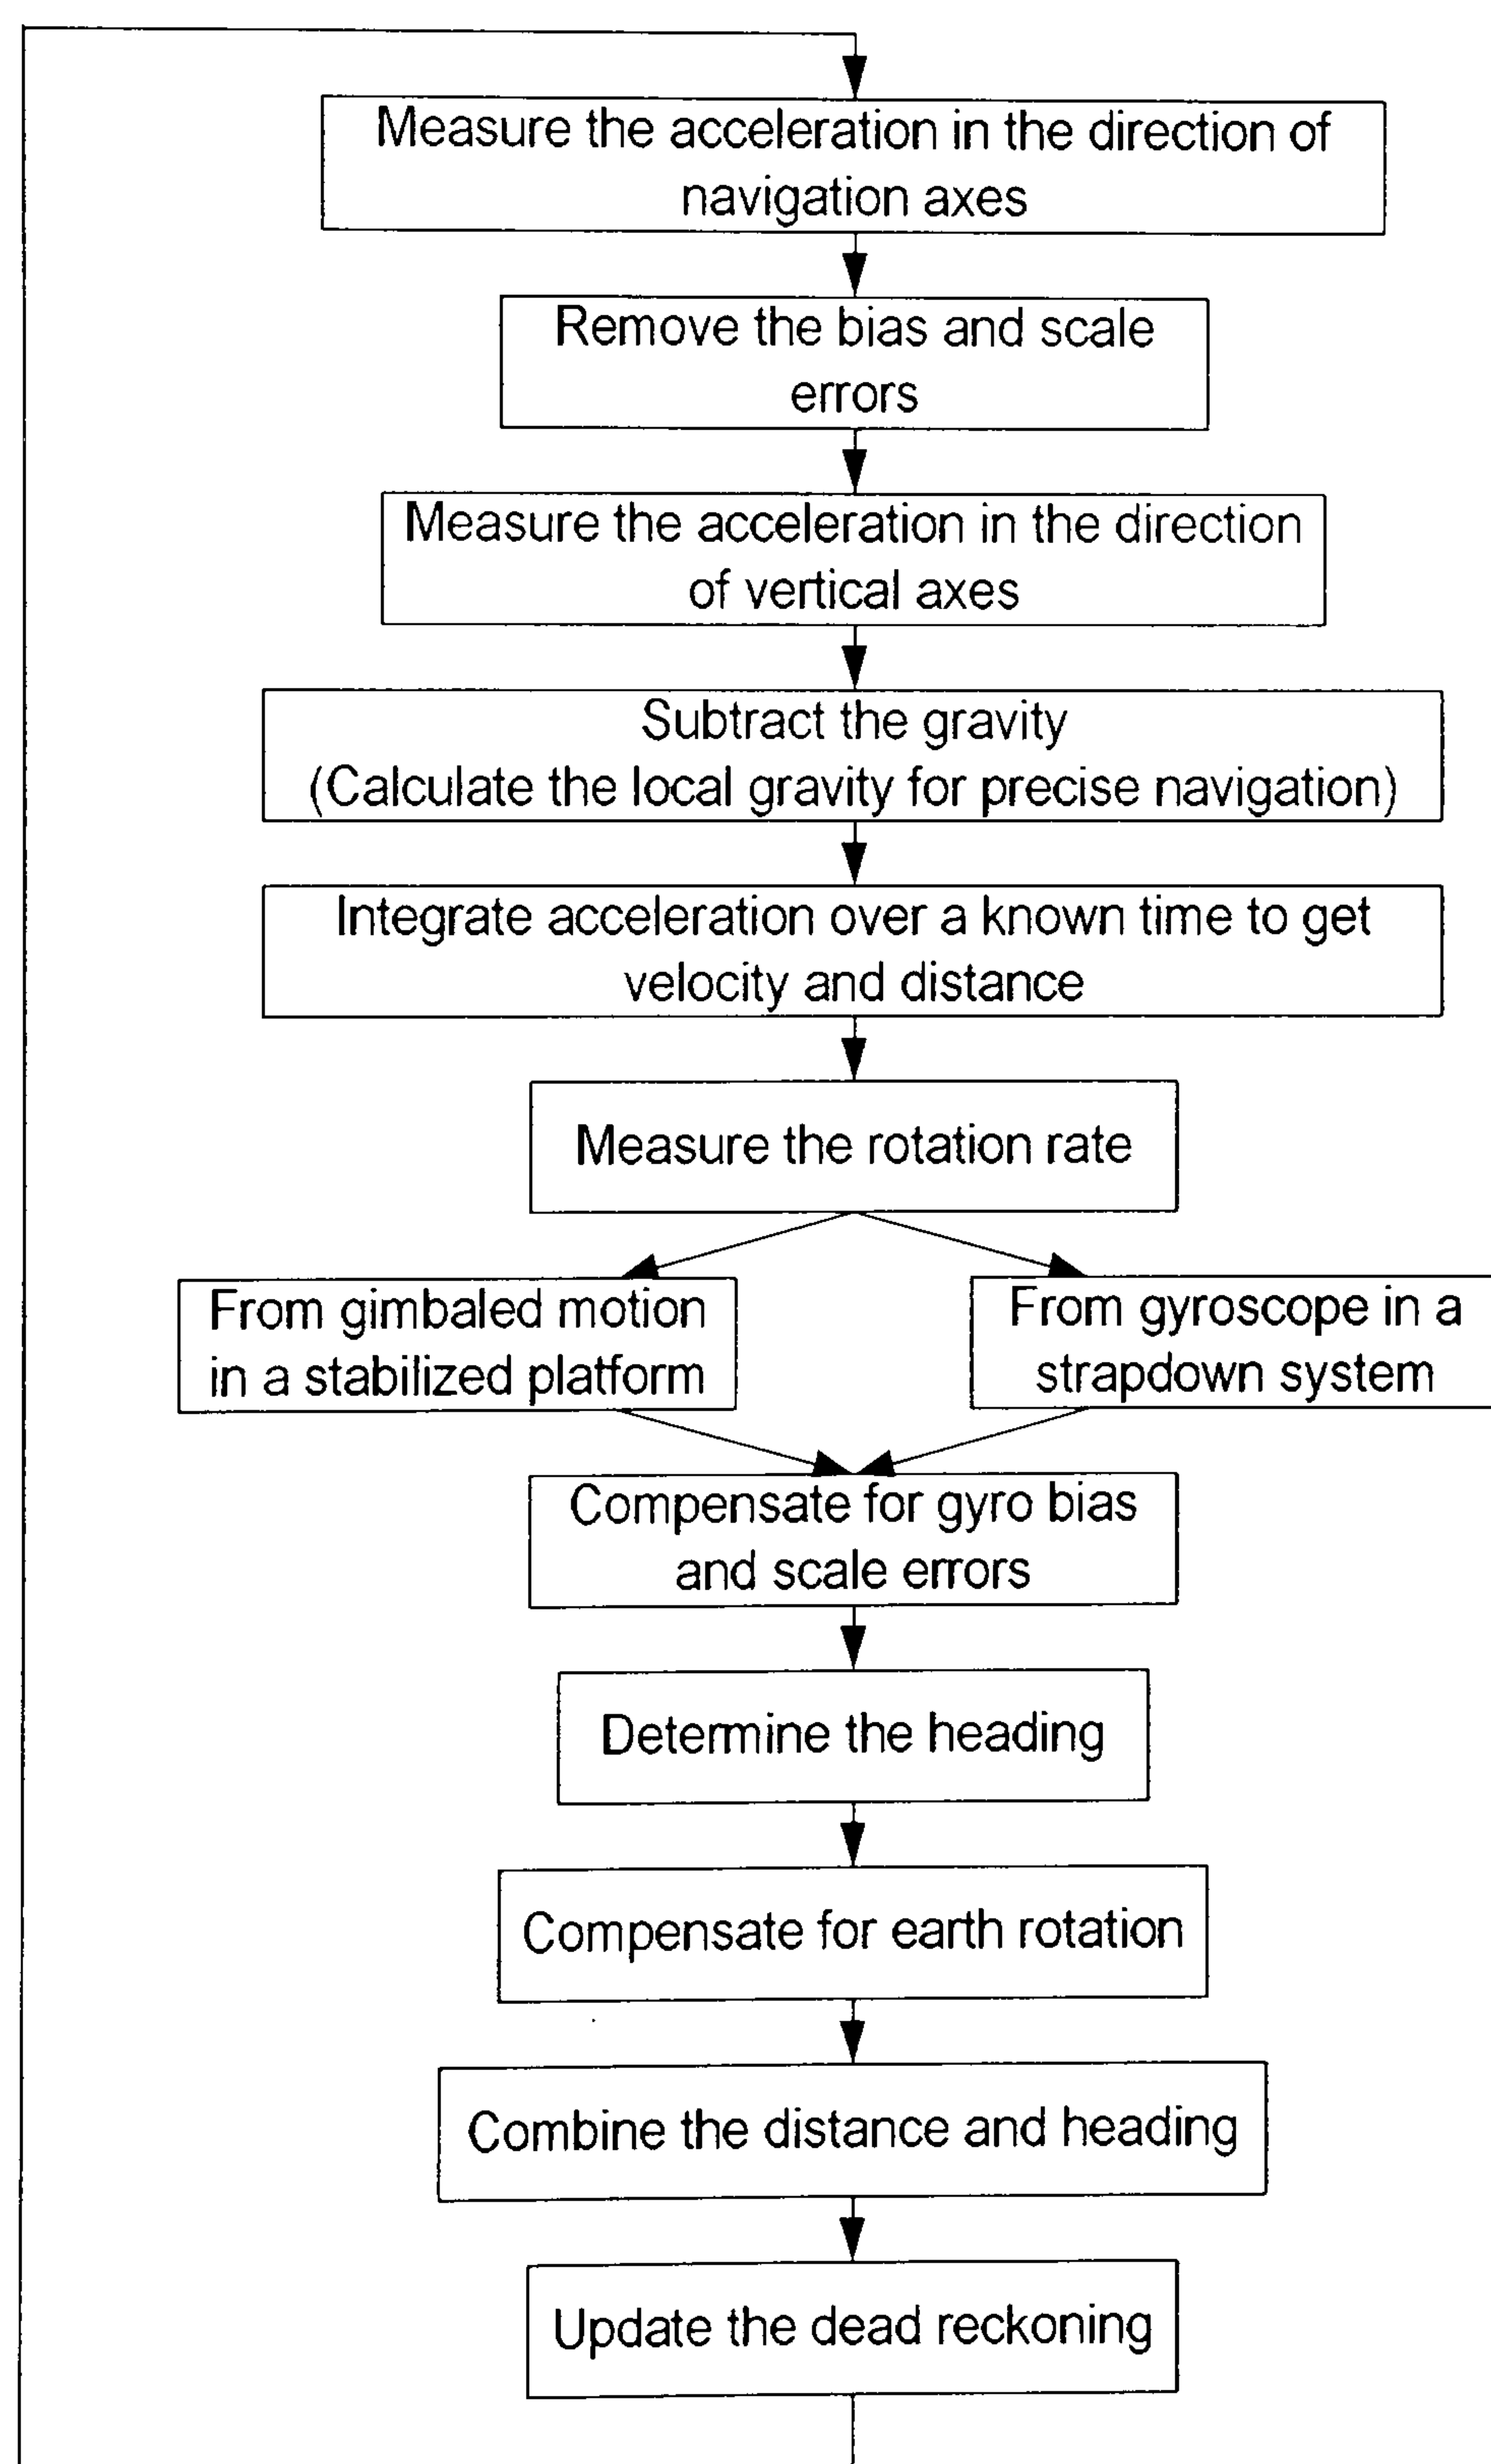 Measure the acceleration in the direction of
navigation axes
Remove the bias and scale
errors
Measure the acceleration in the direction
of vertical axes
Subtract the gravity
(Calculate the local gravity for precise navigation)
Integrate acceleration over a known time to get
velocity and distance
Measure the rotation rate
From gimbaled motion
in a stabilized platform
From gyroscope in a
strapdown system
Compensate for gyro bias
and scale errors
Determine the heading
Compensate for earth rotation
Combine the distance and heading
Update the dead reckoning